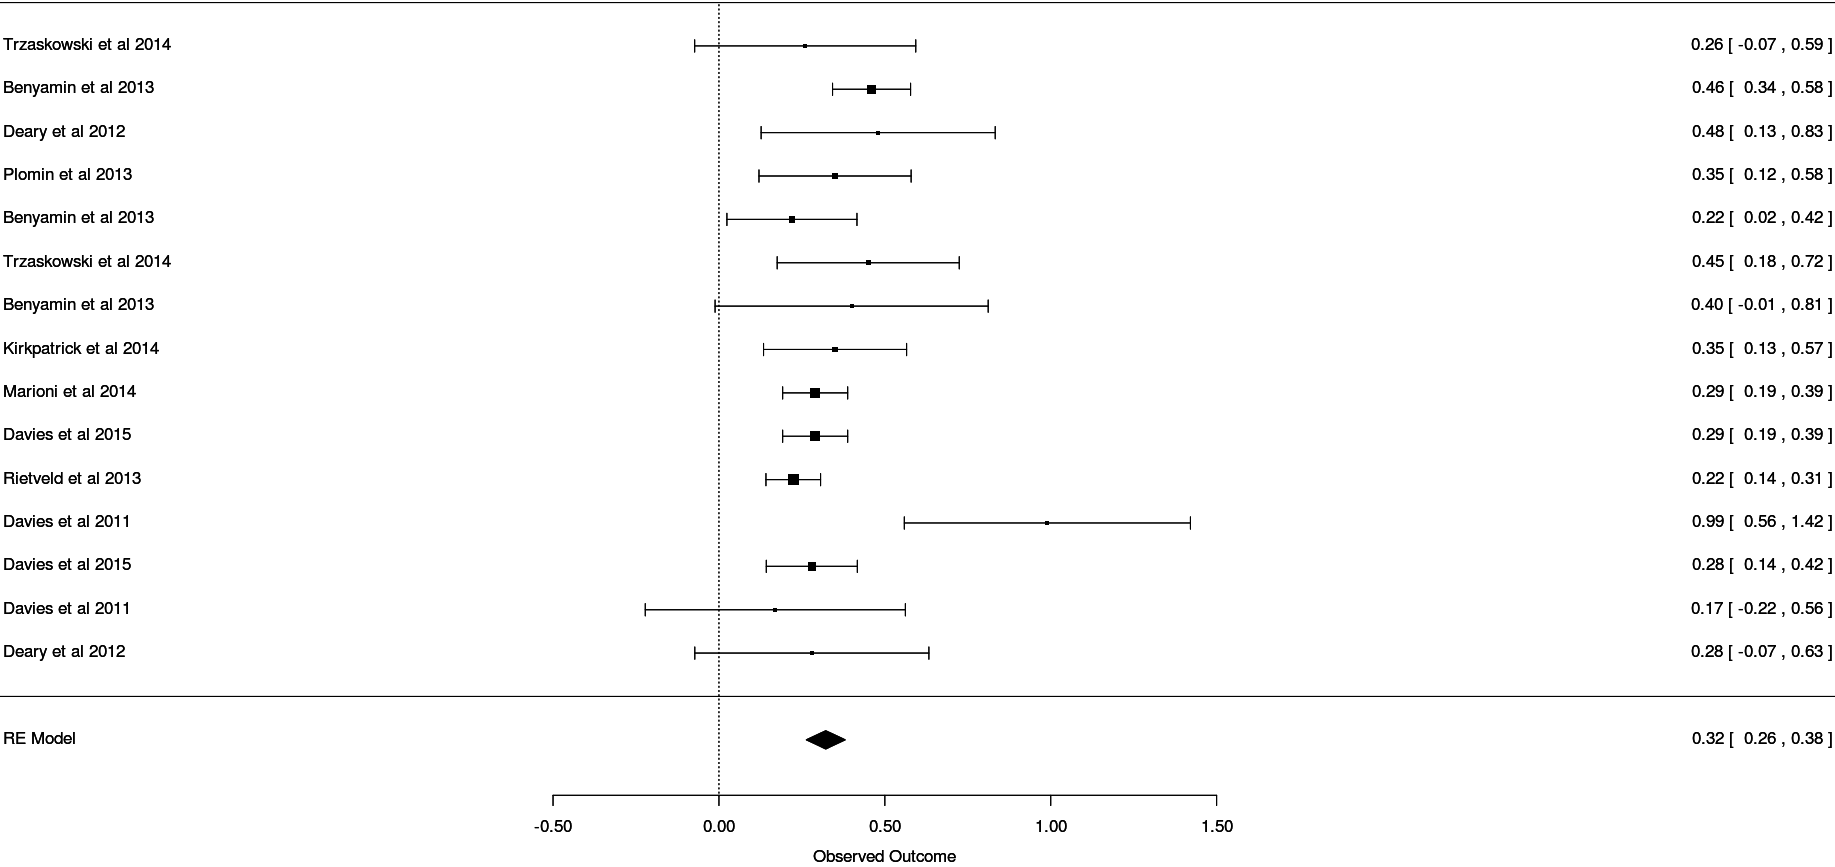 Trzaskowski et al 2014 0.26 [ -0.07 , 0.59 ]
Benyamin et al 2013 0.46 [ 0.34 , 0.58 ]
Deary et al 2012 0.48 [ 0.13 , 0.83 ]
Plomin et al 2013 0.35 [ 0.12 , 0.58 ]
Benyamin et al 2013 0.22 [ 0.02 , 0.42 ]
Trzaskowski et al 2014 0.45 [ 0.18 , 0.72 ]
Benyamin et al 2013 0.40 [ -0.01 , 0.81 ]
Kirkpatrick et al 2014 0.35 [ 0.13 , 0.57 ]
Marioni et al 2014 0.29 [ 0.19 , 0.39 ]
Davies et al 2015 0.29 [ 0.19 , 0.39 ]
Rietveld et al 2013 0.22 [ 0.14 , 0.31 ]
Davies et al 2011 0.99 [ 0.56 , 1.42 ]
Davies et al 2015 0.28 [ 0.14 , 0.42 ]
Davies et al 2011 0.17 [ -0.22 , 0.56 ]
Deary et al 2012 0.28 [ -0.07 , 0.63 ]
RE Model 0.32 [ 0.26 , 0.38 ]
-0.50 0.00 0.50 1.00 1.50
Observed Outcome